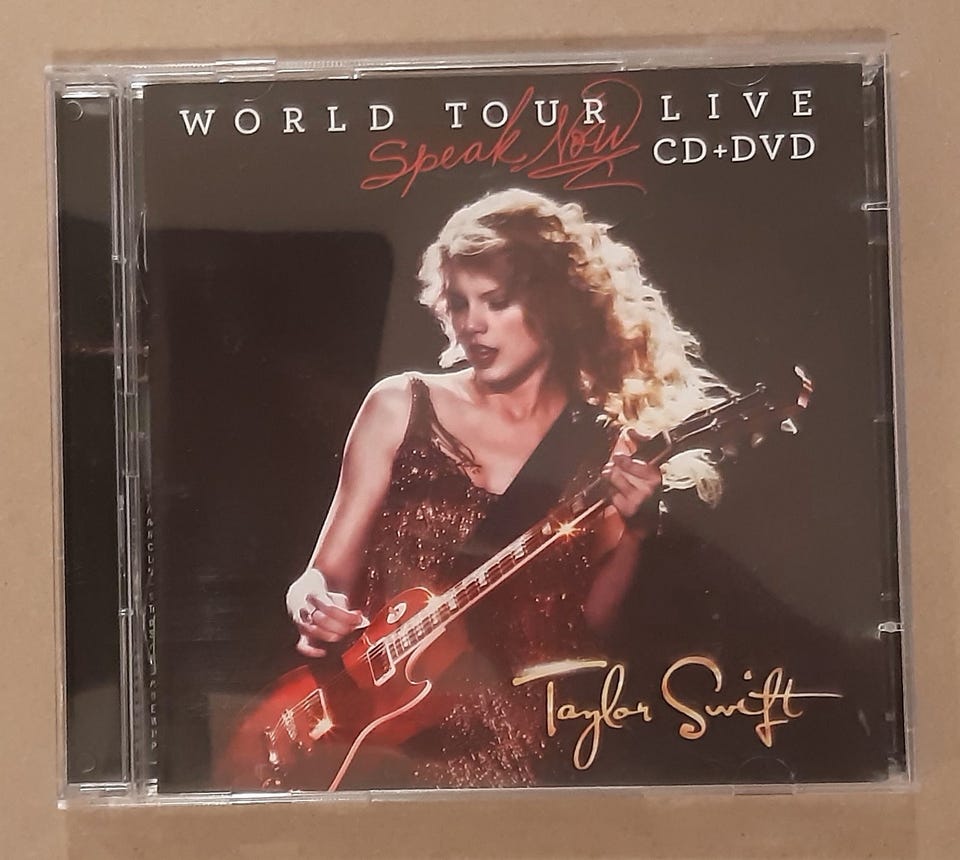 WORLD TOUR LIVE
Speak Now
CD+DVD
Taylor Swift